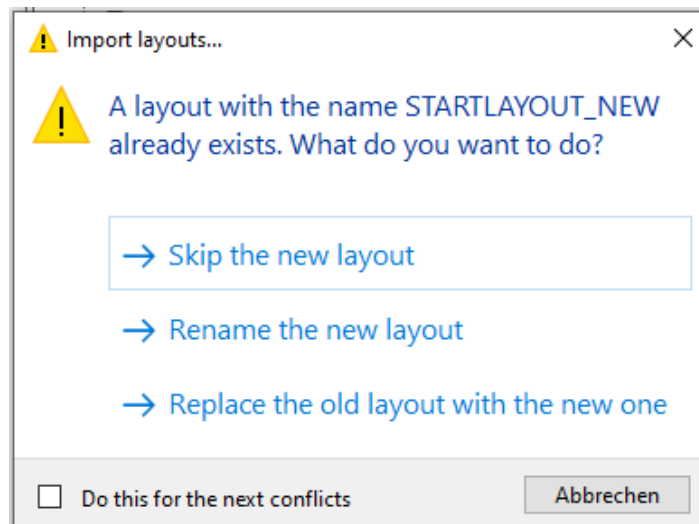 Import layouts...
A layout with the name STARTLAYOUT_NEW
already exists. What do you want to do?
Skip the new layout
Rename the new layout
Replace the old layout with the new one
Do this for the next conflicts
Abbrechen